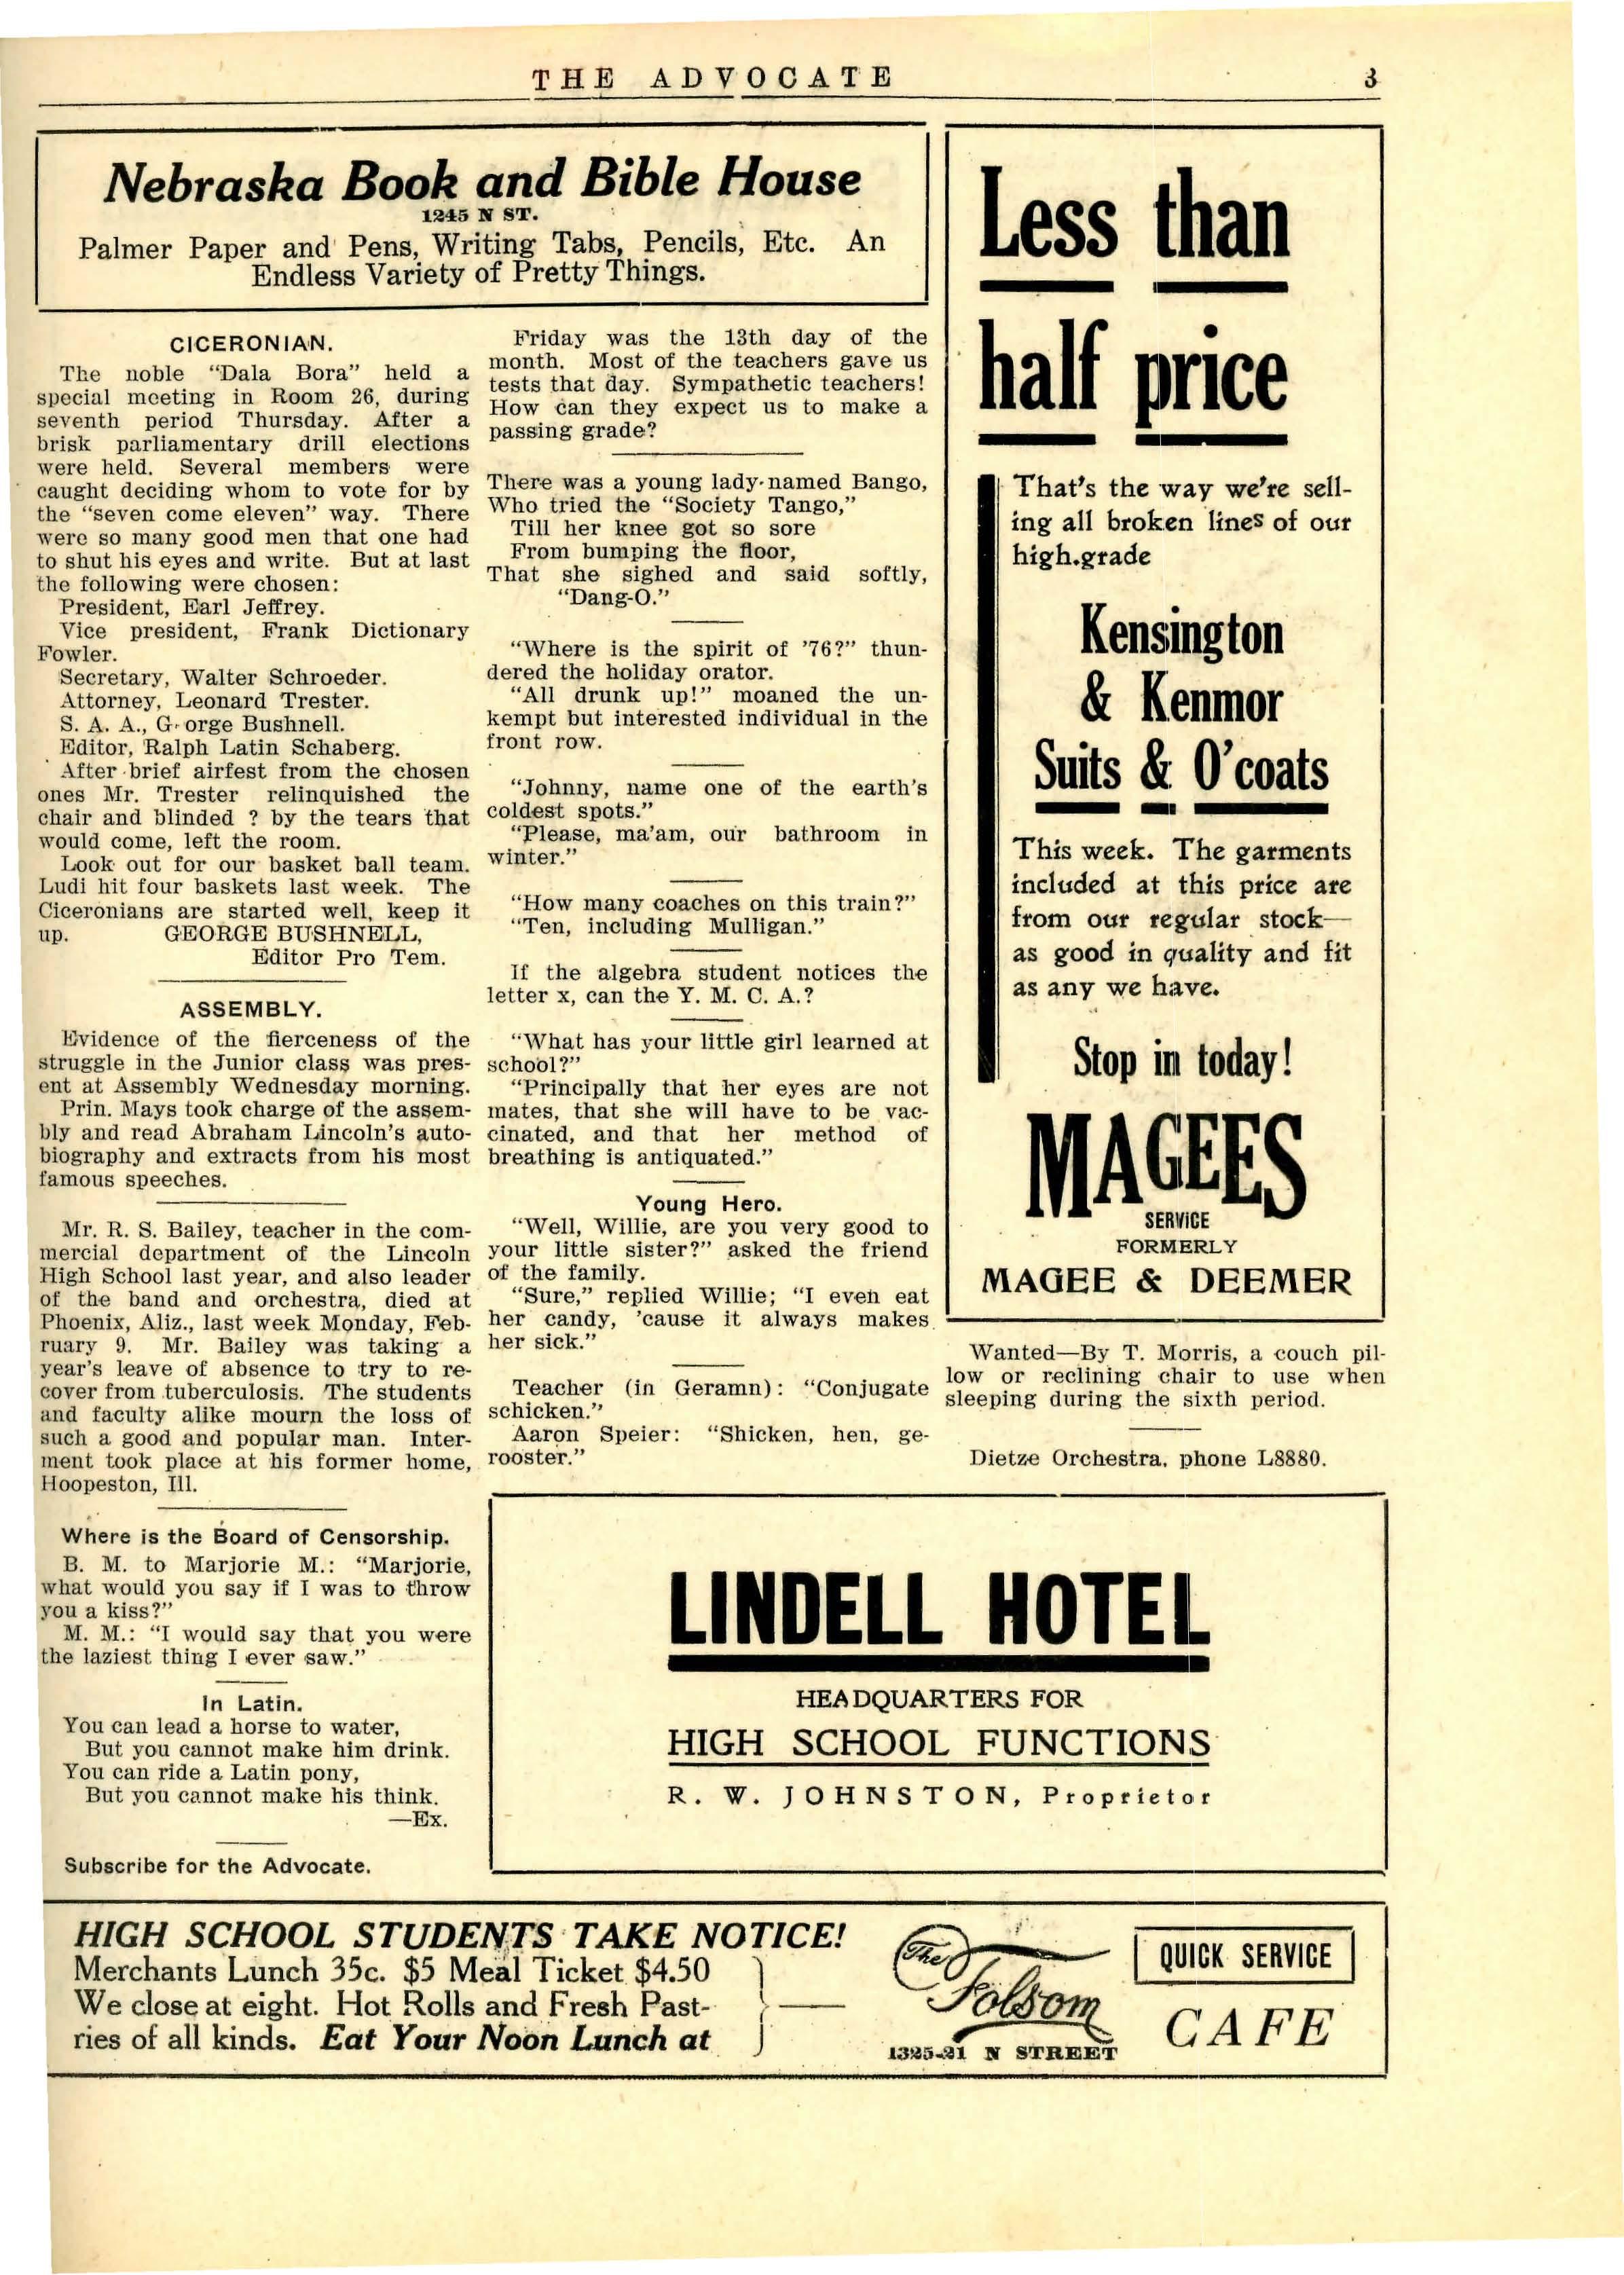 THE ADVOCATE 3
Nebraska Book and Bible House
1245 N ST.
Palmer Paper and Pens, Writing Tabs, Pencils, Etc. An
Endless Variety of Pretty Things.
CICERONIAN.
The noble "Dala Bora" held a
special meeting in Room 26, during
seventh period Thursday. After a
brisk parliamentary drill elections
were held. Several members were
caught deciding whom to vote for by
the "seven come eleven" way. There
were so many good men that one had
to shut his eyes and write. But at last
the following were chosen:
President, Earl Jeffrey.
Vice president, Frank Dictionary
Fowler.
Secretary, Walter Schroeder.
Attorney, Leonard Trester.
S. A. A., G. orge Bushnell.
Editor, Ralph Latin Schaberg.
After brief airfest from the chosen
ones Mr. Trester relinquished the
chair and blinded ? by the tears that
would come, left the room.
Look out for our basket ball team.
Ludi hit four baskets last week. The
Ciceronians are started well, keep it
up. GEORGE BUSHNELL,
Editor Pro Tem.
ASSEMBLY.
Evidence of the fierceness of the
struggle in the Junior class was pres-
ent at Assembly Wednesday morning.
Prin. Mays took charge of the assem-
bly and read Abraham Lincoln's auto-
biography and extracts from his most
famous speeches.
Mr. R. S. Bailey, teacher in the com-
mercial department of the Lincoln
High School last year, and also leader
of the band and orchestra, died at
Phoenix, Aliz., last week Monday, Feb-
ruary 9. Mr. Bailey was taking a
year's leave of absence to try to re-
cover from tuberculosis. The students
and faculty alike mourn the loss of
such a good and popular man. Inter-
ment took place at his former home,
Hoopeston, Ill.
Where is the Board of Censorship.
B. M. to Marjorie M.: "Marjorie,
what would you say if I was to throw
you a kiss?"
M. M.: "I would say that you were
the laziest thing I ever saw."
In Latin.
You can lead a horse to water,
But you cannot make him drink.
You can ride a Latin pony,
But you cannot make his think.
—Ex.
Subscribe for the Advocate.
Friday was the 13th day of the
month. Most of the teachers gave us
tests that day. Sympathetic teachers!
How can they expect us to make a
passing grade?
There was a young lady named Bango,
Who tried the "Society Tango,"
Till her knee got so sore
From bumping the floor,
That she sighed and said softly,
"Dang-O."
"Where is the spirit of '76?" thun-
dered the holiday orator.
"All drunk up!" moaned the un-
kempt but interested individual in the
front row.
"Johnny, name one of the earth's
coldest spots."
"Please, ma'am, our bathroom in
winter."
"How many coaches on this train?"
"Ten, including Mulligan."
If the algebra student notices the
letter x, can the Y. M. C. A.?
"What has your little girl learned at
school?"
"Principally that her eyes are not
mates, that she will have to be vac-
cinated, and that her method of
breathing is antiquated."
Young Hero.
"Well, Willie, are you very good to
your little sister?" asked the friend
of the family.
"Sure," replied Willie; "I even eat
her candy, 'cause it always makes
her sick."
Teacher (in Geramn): "Conjugate
schicken."
Aaron Speier: "Shicken, hen, ge-
rooster."
Less than
half price
That's the way we're sell-
ing all broken lines of our
high.grade
Kensington
& Kenmor
Suits & O'coats
This week. The garments
included at this price are
from our regular stock—
as good in quality and fit
as any we have.
Stop in today!
MAGEES
SERVICE
FORMERLY
MAGEE & DEEMER
Wanted—By T. Morris, a couch pil-
low or reclining chair to use when
sleeping during the sixth period.
Dietze Orchestra, phone L8880.
LINDELL HOTEL
HEADQUARTERS FOR
HIGH SCHOOL FUNCTIONS
R. W. JOHNSTON, Proprietor
HIGH SCHOOL STUDENTS TAKE NOTICE!
Merchants Lunch 35c. $5 Meal Ticket $4.50
We close at eight. Hot Rolls and Fresh Past-
ries of all kinds. Eat Your Noon Lunch at
The
Folsom
1325-31 N STREET
QUICK SERVICE
CAFE